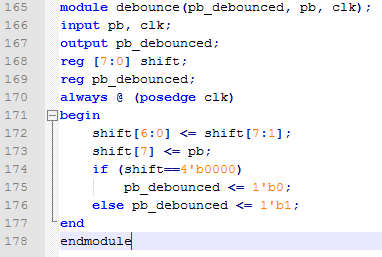 165 module debounce(pb_debounced, pb, clk);
166 input pb, clk;
167 output pb_debounced;
168 reg [7:0] shift;
169 reg pb_debounced;
170 always @ (posedge clk)
171 begin
172 shift[6:0] <= shift[7:1];
173 shift[7] <= pb;
174 if (shift==4'b0000)
175 pb_debounced <= 1'b0;
176 else pb_debounced <= 1'b1;
177 end
178 endmodule